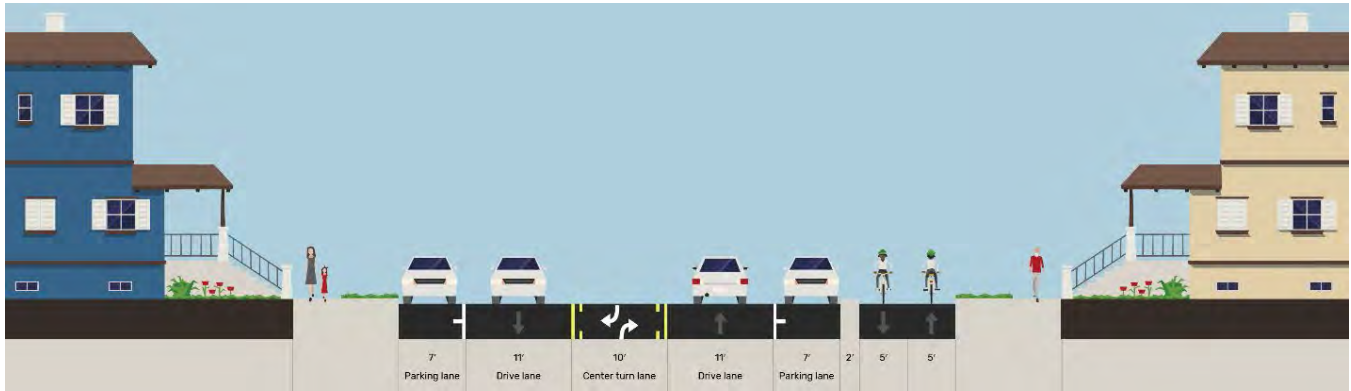 7' 11' 10' 11' 7' 2' 5' 5'
Parking lane Drive lane Center turn lane Drive lane Parking lane